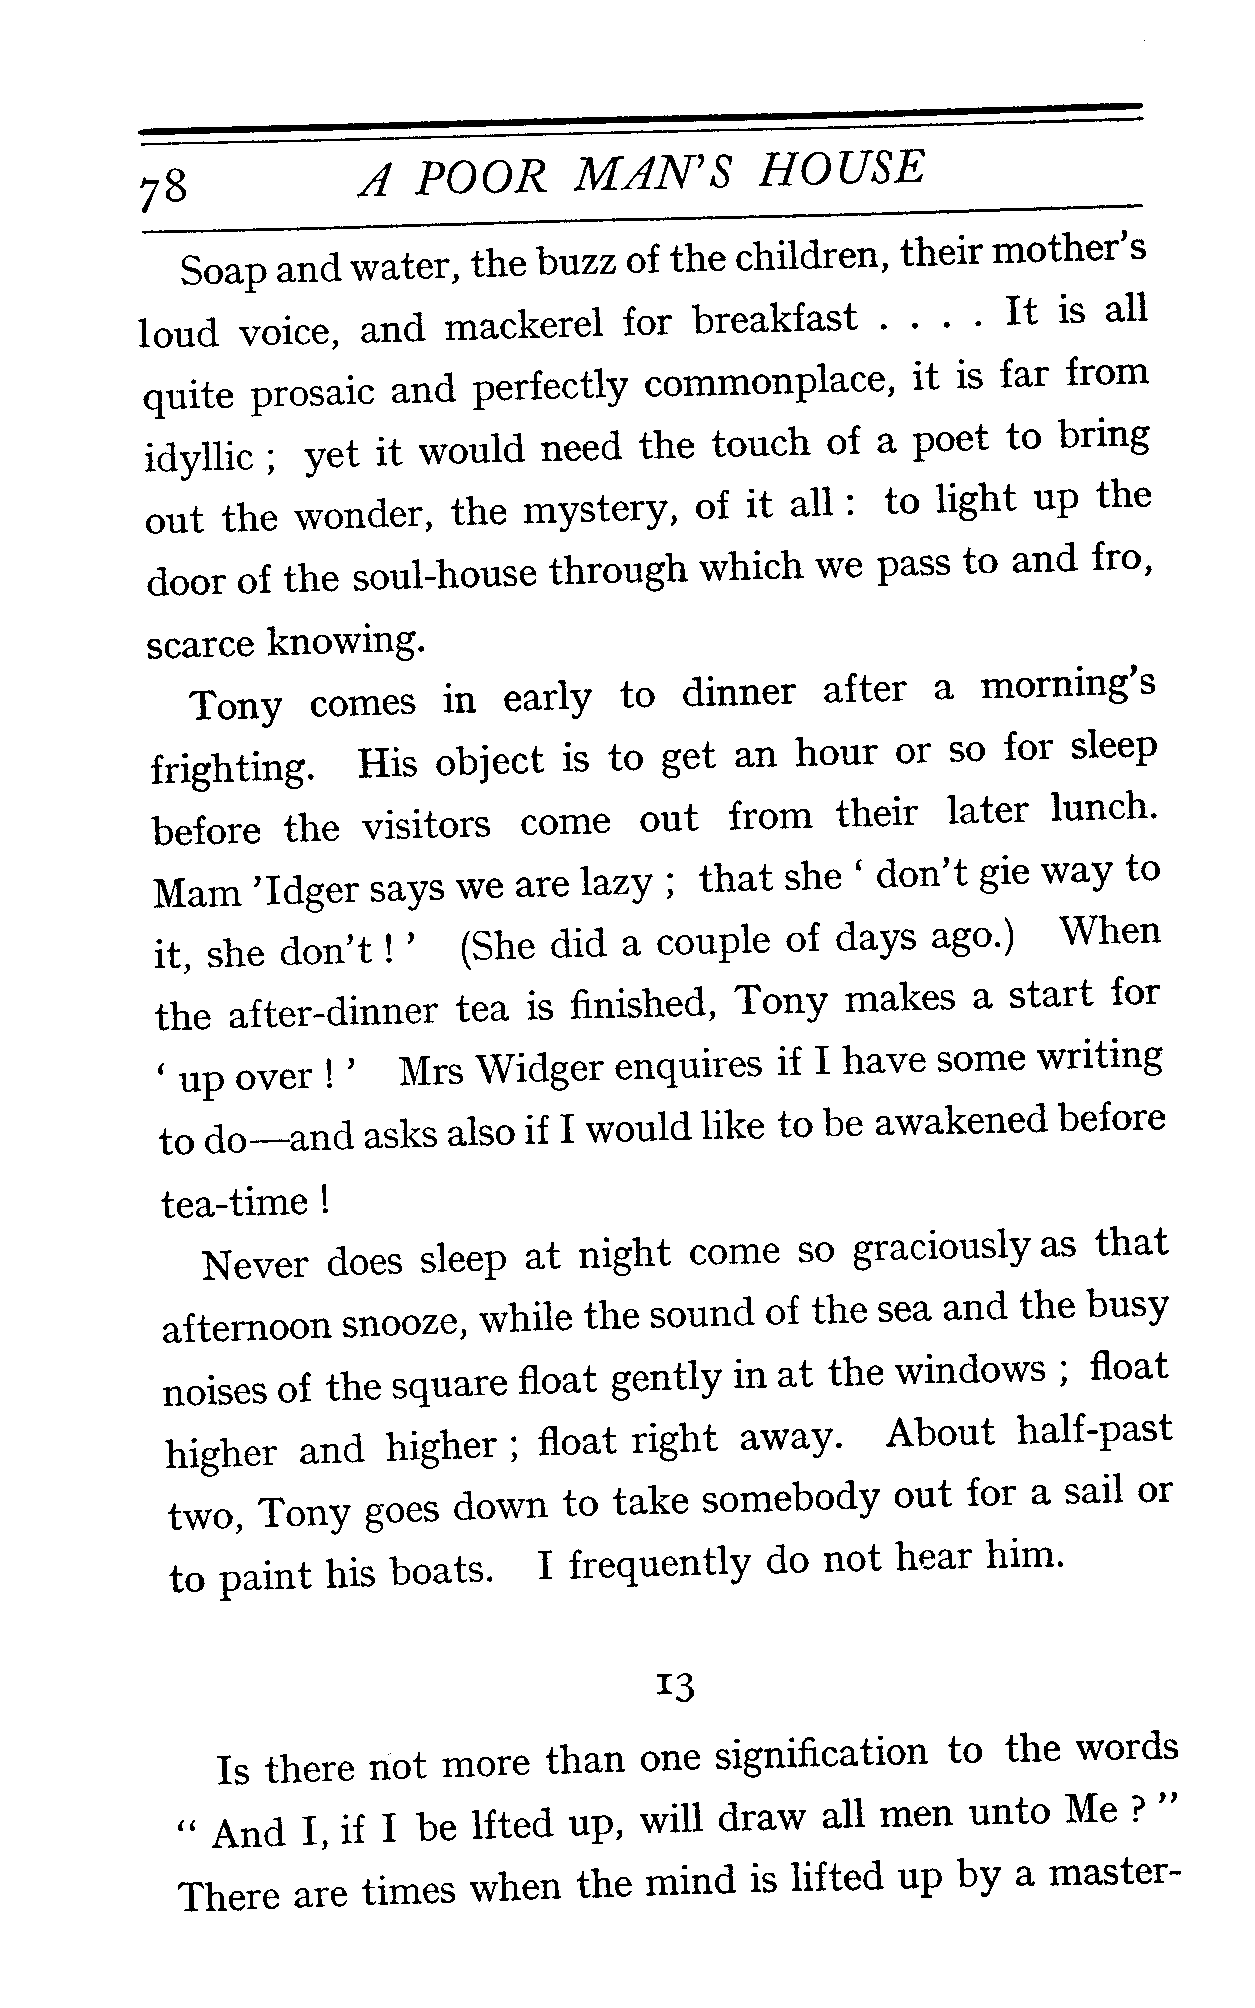 78 A POOR MAN'S HOUSE
Soap and water, the buzz of the children, their mother's
loud voice, and mackerel for breakfast . . . . It is all
quite prosaic and perfectly commonplace, it is far from
idyllic ; yet it would need the touch of a poet to bring
out the wonder, the mystery, of it all : to light up the
door of the soul-house through which we pass to and fro,
scarce knowing.
Tony comes in early to dinner after a morning's
frighting. His object is to get an hour or so for sleep
before the visitors come out from their later lunch.
Mam 'Idger says we are lazy ; that she ‘ don't gie way to
it, she don't ! ’ (She did a couple of days ago.) When
the after-dinner tea is finished, Tony makes a start for
‘ up over ! ’ Mrs Widger enquires if I have some writing
to do—and asks also if I would like to be awakened before
tea-time !
Never does sleep at night come so graciously as that
afternoon snooze, while the sound of the sea and the busy
noises of the square float gently in at the windows ; float
higher and higher ; float right away. About half-past
two, Tony goes down to take somebody out for a sail or
to paint his boats. I frequently do not hear him.
13
Is there not more than one signification to the words
“ And I, if I be lfted up, will draw all men unto Me ? ”
There are times when the mind is lifted up by a master-